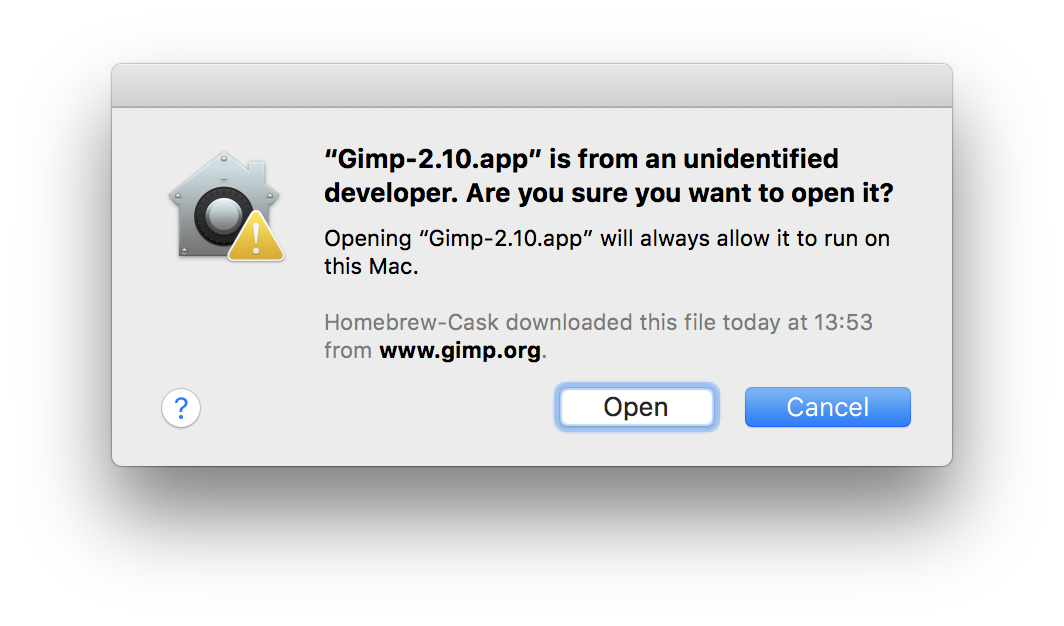 “Gimp-2.10.app” is from an unidentified
developer. Are you sure you want to open it?
Opening “Gimp-2.10.app” will always allow it to run on
this Mac.
Homebrew-Cask downloaded this file today at 13:53
from www.gimp.org.
? Open Cancel